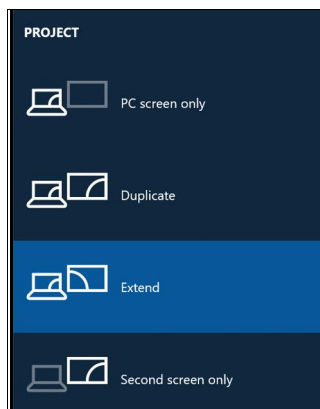 PROJECT
PC screen only
Duplicate
Extend
Second screen only